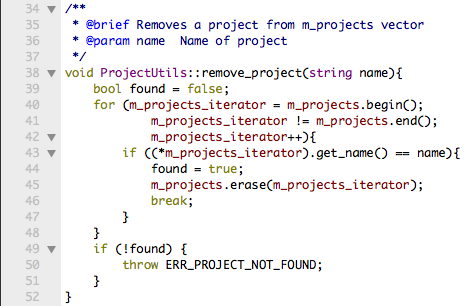 34 /**
35  * @brief Removes a project from m_projects vector
36  * @param name  Name of project
37  */
38 void ProjectUtils::remove_project(string name){
39     bool found = false;
40     for (m_projects_iterator = m_projects.begin();
41             m_projects_iterator != m_projects.end();
42             m_projects_iterator++){
43         if ((*m_projects_iterator).get_name() == name){
44             found = true;
45             m_projects.erase(m_projects_iterator);
46             break;
47         }
48     }
49     if (!found) {
50         throw ERR_PROJECT_NOT_FOUND;
51     }
52 }